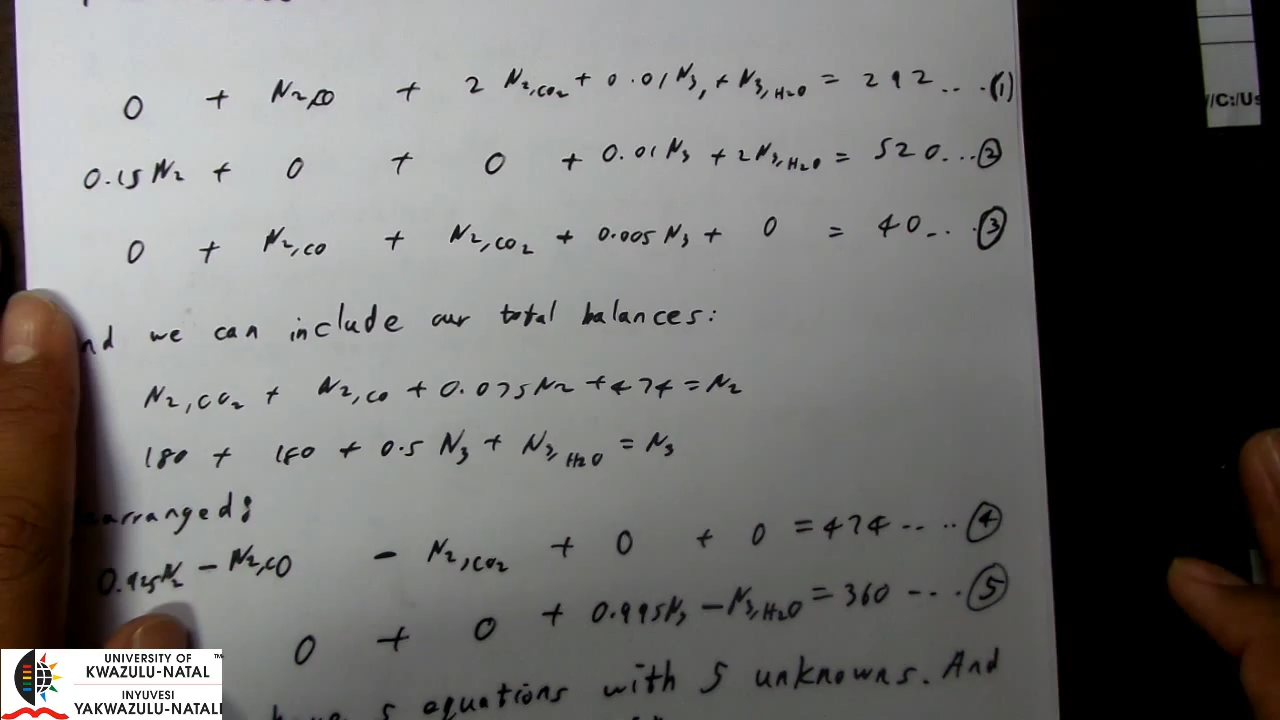 0 + N₂,CO + 2 N₂,CO₂ + 0.01N₃, + N₃,H₂O = 292 .. .(1)
0.15N₂ + 0 + 0 + 0.01N₃ + 2N₃,H₂O = 520...②
0 + N₂,CO + N₂,CO₂ + 0.005N₃ + 0 = 40.. .③
nd we can include our total balances:
N₂,CO₂ + N₂,CO + 0.075N₂ + 474 = N₂
180 + 180 + 0.5 N₃ + N₃,H₂O = N₃
arranged:
0.925N₂ - N₂,CO - N₂,CO₂ + 0 + 0 = 474 .. .. ④
0 + 0 + 0.995N₃ - N₃,H₂O = 360 ... . ⑤
5 equations with 5 unknowns. And
//C:/Us
UNIVERSITY OF ™
KWAZULU-NATAL
INYUVESI
YAKWAZULU-NATALI